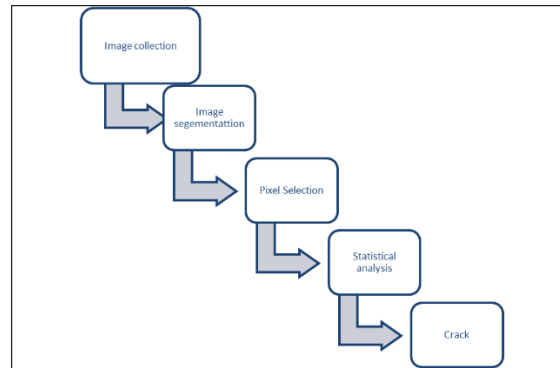 Image collection
Image
segementattion
Pixel Selection
Statistical
analysis
Crack